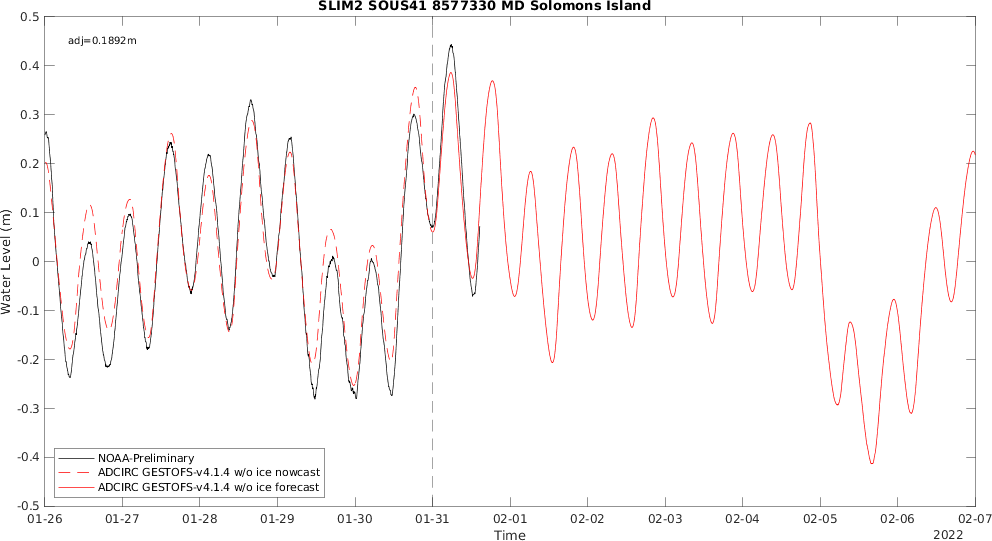 SLIM2 SOUS41 8577330 MD Solomons Island
adj=0.1892m
Water Level (m)
0.5
0.4
0.3
0.2
0.1
0
-0.1
-0.2
-0.3
-0.4
-0.5
NOAA-Preliminary
ADCIRC GESTOFS-v4.1.4 w/o ice nowcast
ADCIRC GESTOFS-v4.1.4 w/o ice forecast
01-26 01-27 01-28 01-29 01-30 01-31 02-01 02-02 02-03 02-04 02-05 02-06 02-07
Time
2022